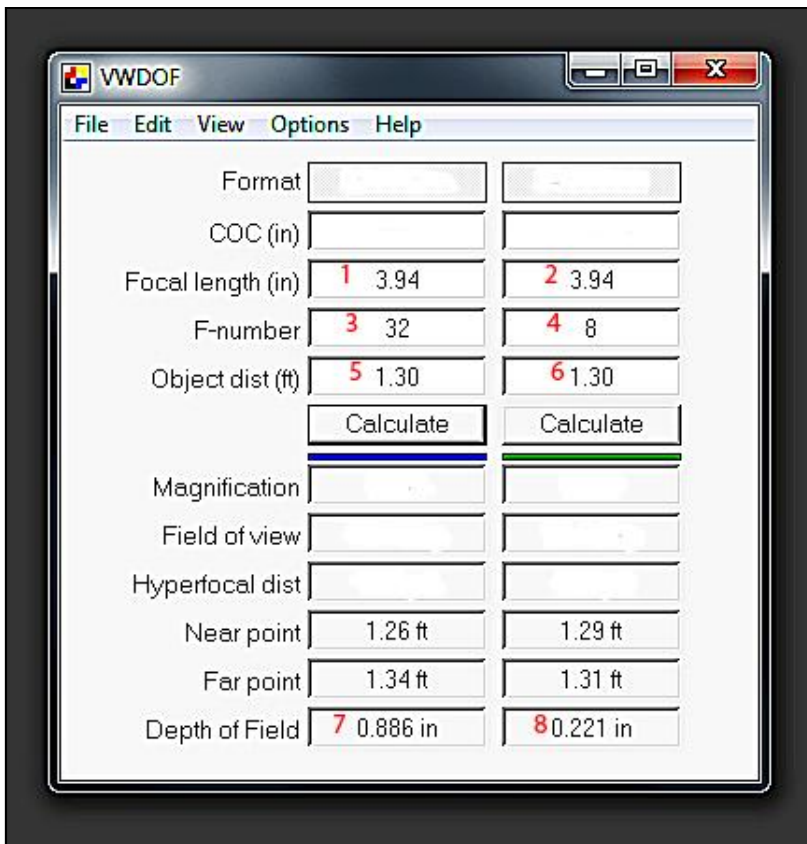 VWDOF
File Edit View Options Help
Format
COC (in)
Focal length (in) 1 3.94 2 3.94
F-number 3 32 4 8
Object dist (ft) 5 1.30 6 1.30
Calculate Calculate
Magnification
Field of view
Hyperfocal dist
Near point 1.26 ft 1.29 ft
Far point 1.34 ft 1.31 ft
Depth of Field 7 0.886 in 8 0.221 in